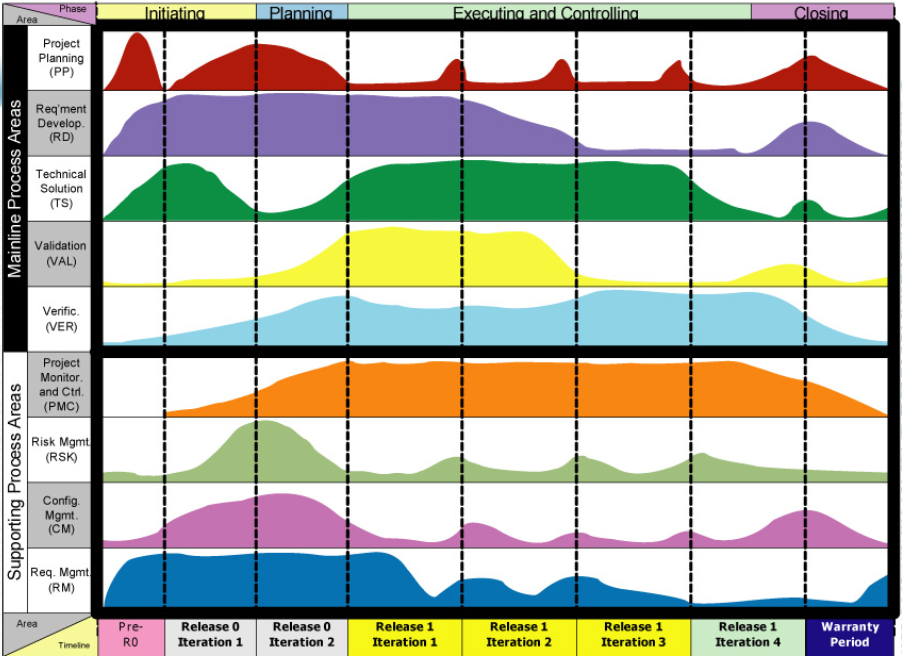 Phase
Area
Initiating
Planning
Executing and Controlling
Closing
Mainline Process Areas
Project
Planning
(PP)
Req'ment
Develop.
(RD)
Technical
Solution
(TS)
Validation
(VAL)
Verific.
(VER)
Supporting Process Areas
Project
Monitor.
and Ctrl.
(PMC)
Risk Mgmt.
(RSK)
Config.
Mgmt.
(CM)
Req. Mgmt.
(RM)
Area
Timeline
Pre-
R0
Release 0
Iteration 1
Release 0
Iteration 2
Release 1
Iteration 1
Release 1
Iteration 2
Release 1
Iteration 3
Release 1
Iteration 4
Warranty
Period